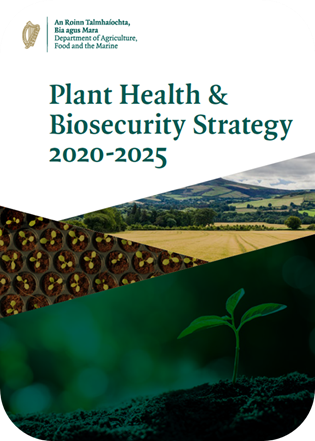 An Roinn Talmhaíochta,
Bia agus Mara
Department of Agriculture,
Food and the Marine
Plant Health &
Biosecurity Strategy
2020-2025